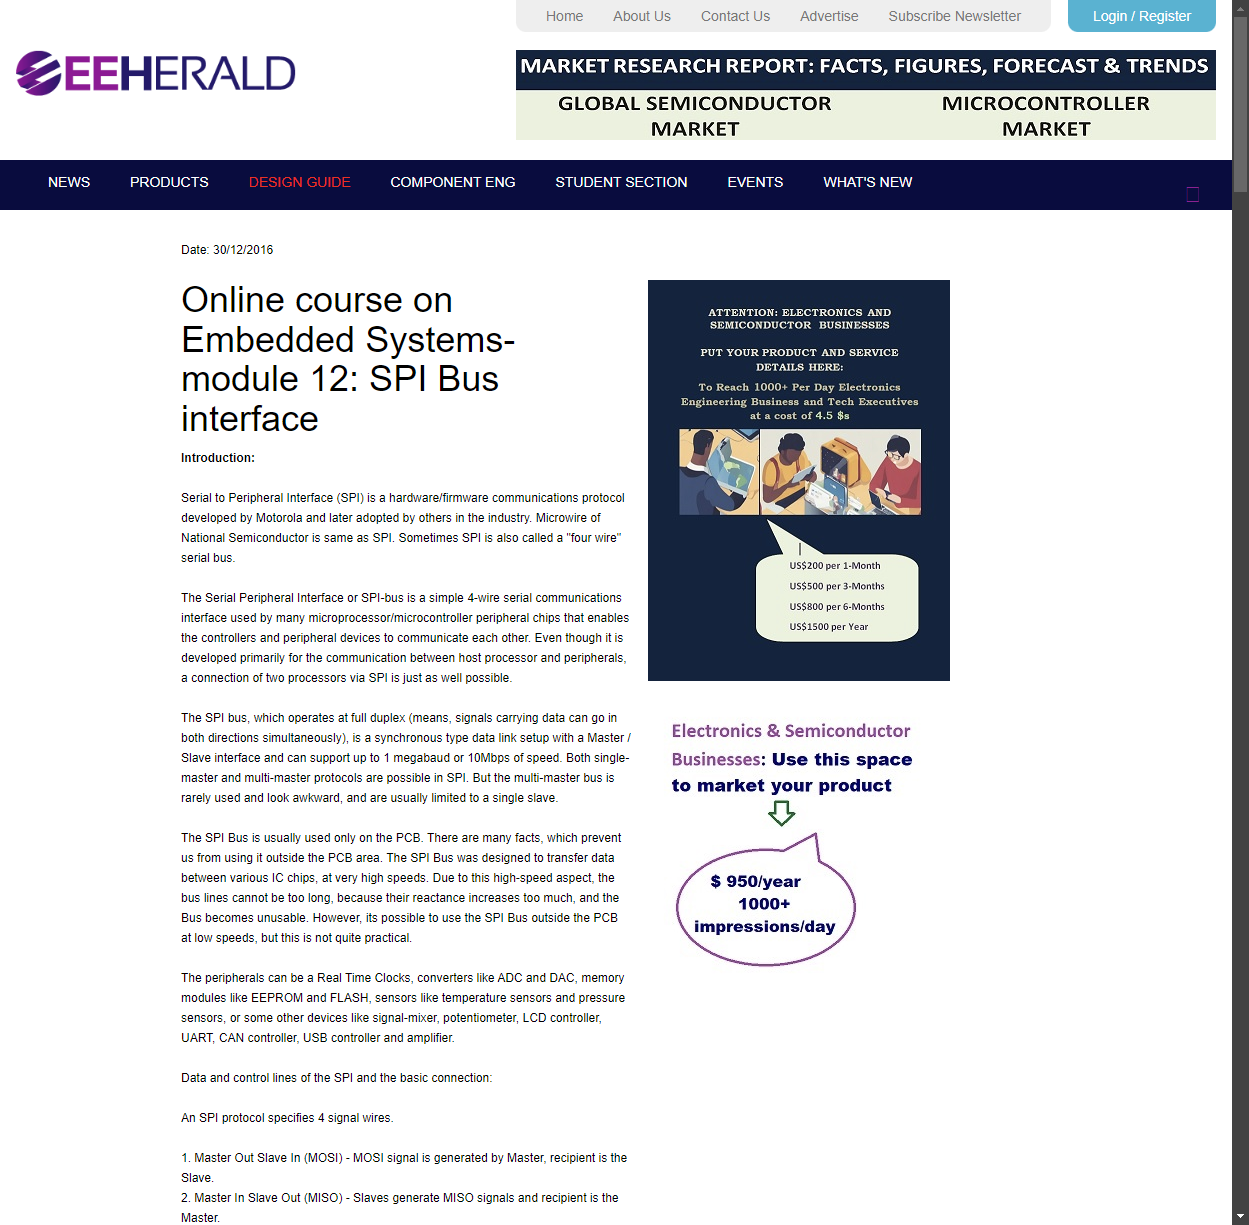 Home About Us Contact Us Advertise Subscribe Newsletter Login / Register
EEHERALD
MARKET RESEARCH REPORT: FACTS, FIGURES, FORECAST & TRENDS
GLOBAL SEMICONDUCTOR MARKET
MICROCONTROLLER MARKET
NEWS PRODUCTS DESIGN GUIDE COMPONENT ENG STUDENT SECTION EVENTS WHAT'S NEW
Date: 30/12/2016
Online course on
Embedded Systems-
module 12: SPI Bus
interface
Introduction:
Serial to Peripheral Interface (SPI) is a hardware/firmware communications protocol
developed by Motorola and later adopted by others in the industry. Microwire of
National Semiconductor is same as SPI. Sometimes SPI is also called a "four wire"
serial bus.
The Serial Peripheral Interface or SPI-bus is a simple 4-wire serial communications
interface used by many microprocessor/microcontroller peripheral chips that enables
the controllers and peripheral devices to communicate each other. Even though it is
developed primarily for the communication between host processor and peripherals,
a connection of two processors via SPI is just as well possible.
The SPI bus, which operates at full duplex (means, signals carrying data can go in
both directions simultaneously), is a synchronous type data link setup with a Master /
Slave interface and can support up to 1 megabaud or 10Mbps of speed. Both single-
master and multi-master protocols are possible in SPI. But the multi-master bus is
rarely used and look awkward, and are usually limited to a single slave.
The SPI Bus is usually used only on the PCB. There are many facts, which prevent
us from using it outside the PCB area. The SPI Bus was designed to transfer data
between various IC chips, at very high speeds. Due to this high-speed aspect, the
bus lines cannot be too long, because their reactance increases too much, and the
Bus becomes unusable. However, its possible to use the SPI Bus outside the PCB
at low speeds, but this is not quite practical.
The peripherals can be a Real Time Clocks, converters like ADC and DAC, memory
modules like EEPROM and FLASH, sensors like temperature sensors and pressure
sensors, or some other devices like signal-mixer, potentiometer, LCD controller,
UART, CAN controller, USB controller and amplifier.
Data and control lines of the SPI and the basic connection:
An SPI protocol specifies 4 signal wires.
1. Master Out Slave In (MOSI) - MOSI signal is generated by Master, recipient is the
Slave.
2. Master In Slave Out (MISO) - Slaves generate MISO signals and recipient is the
Master.
ATTENTION: ELECTRONICS AND
SEMICONDUCTOR BUSINESSES
PUT YOUR PRODUCT AND SERVICE
DETAILS HERE:
To Reach 1000+ Per Day Electronics
Engineering Business and Tech Executives
at a cost of 4.5 $s
US$200 per 1-Month
US$500 per 3-Months
US$800 per 6-Months
US$1500 per Year
Electronics & Semiconductor
Businesses: Use this space
to market your product
$ 950/year
1000+
impressions/day